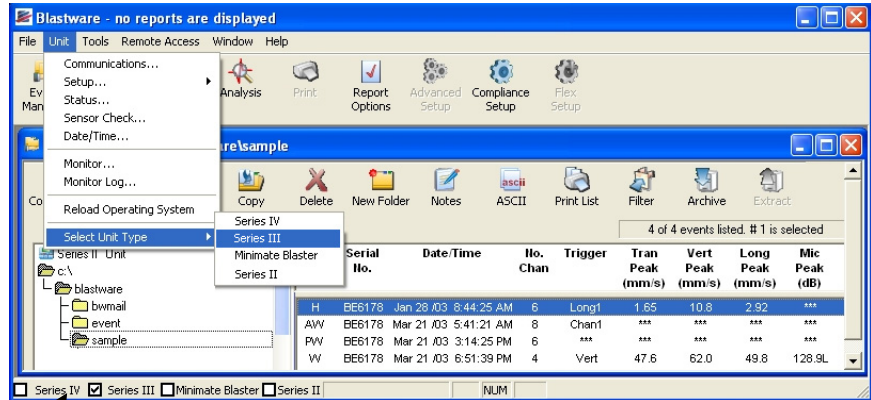 Blastware - no reports are displayed
File Unit Tools Remote Access Window Help
Communications...
Setup...
Status...
Sensor Check...
Date/Time...
Monitor...
Monitor Log...
Reload Operating System
Select Unit Type
Series IV
Series III
Minimate Blaster
Series II
Ev
Man
Analysis
Print
Report Options
Advanced Setup
Compliance Setup
Flex Setup
re\sample
Co
Copy
Delete
New Folder
Notes
ascii
ASCII
Print List
Filter
Archive
Extract
4 of 4 events listed. # 1 is selected
Series II Unit
c:\
blastware
bwmail
event
sample
Serial No. Date/Time No. Chan Trigger Tran Peak (mm/s) Vert Peak (mm/s) Long Peak (mm/s) Mic Peak (dB)
H BE6178 Jan 28 /03 8:44:25 AM 6 Long1 1.65 10.8 2.92 ***
AW BE6178 Mar 21 /03 5:41:21 AM 8 Chan1 *** *** *** ***
PW BE6178 Mar 21 /03 3:14:25 PM 6 *** *** *** *** ***
W BE6178 Mar 21 /03 6:51:39 PM 4 Vert 47.6 62.0 49.8 128.9L
Series IV Series III Minimate Blaster Series II NUM